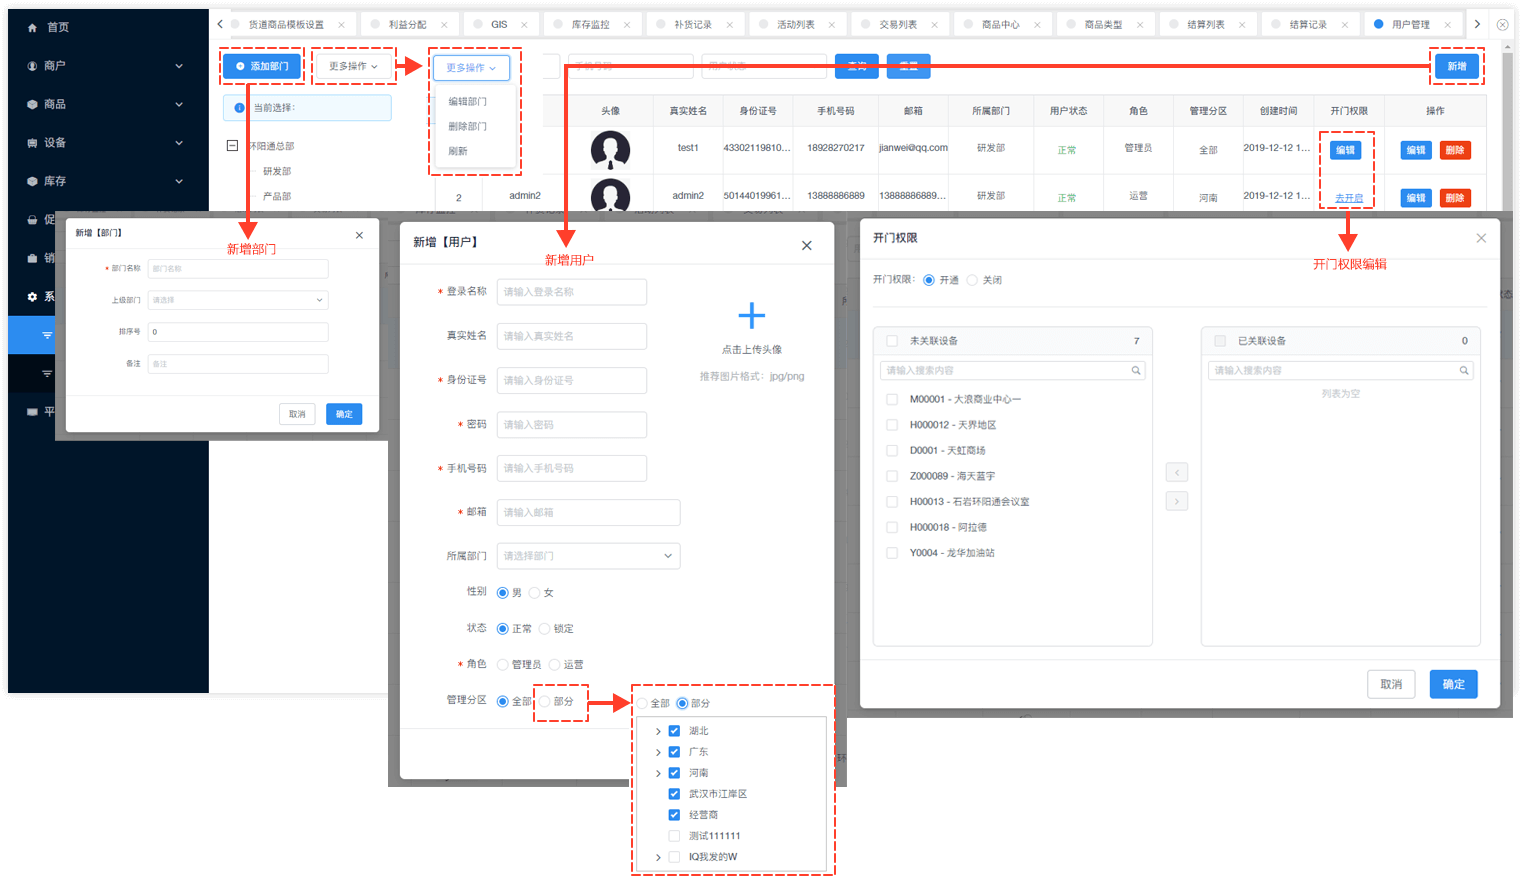 首页
货道商品模板设置
利益分配
GIS
库存监控
补货记录
活动列表
交易列表
商品中心
商品类型
结算列表
结算记录
用户管理
商户
商品
设备
库存
促
销
系
平
添加部门
更多操作
更多操作
编辑部门
删除部门
刷新
手机号码
用户状态
查询
重置
新增
当前选择:
环阳通总部
研发部
产品部
头像 真实姓名 身份证号 手机号码 邮箱 所属部门 用户状态 角色 管理分区 创建时间 开门权限 操作
test1 43302119810... 18928270217 jianwei@qq.com 研发部 正常 管理员 全部 2019-12-12 1... 编辑 编辑 删除
2 admin2 admin2 50144019961... 13888886889 13888886889... 研发部 正常 运营 河南 2019-12-12 1... 去开启 编辑 删除
新增部门
新增【部门】
* 部门名称 部门名称
上级部门 请选择
排序号 0
备注 备注
取消 确定
新增用户
新增【用户】
* 登录名称 请输入登录名称
真实姓名 请输入真实姓名
* 身份证号 请输入身份证号
* 密码 请输入密码
* 手机号码 请输入手机号码
* 邮箱 请输入邮箱
所属部门 请选择部门
性别 男 女
状态 正常 锁定
* 角色 管理员 运营
管理分区 全部 部分
点击上传头像
推荐图片格式：jpg/png
全部 部分
湖北
广东
河南
武汉市江岸区
经营商
测试111111
IQ我发的W
开门权限编辑
开门权限
开门权限: 开通 关闭
未关联设备 7
请输入搜索内容
M00001 - 大浪商业中心一
H000012 - 天界地区
D0001 - 天虹商场
Z000089 - 海天蓝宇
H00013 - 石岩环阳通会议室
H000018 - 阿拉德
Y0004 - 龙华加油站
已关联设备 0
请输入搜索内容
列表为空
取消 确定